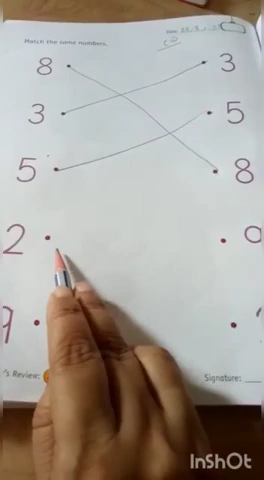 Match the same numbers.
8 3
3 5
5 8
2
's Review:
Signature:
InShOt